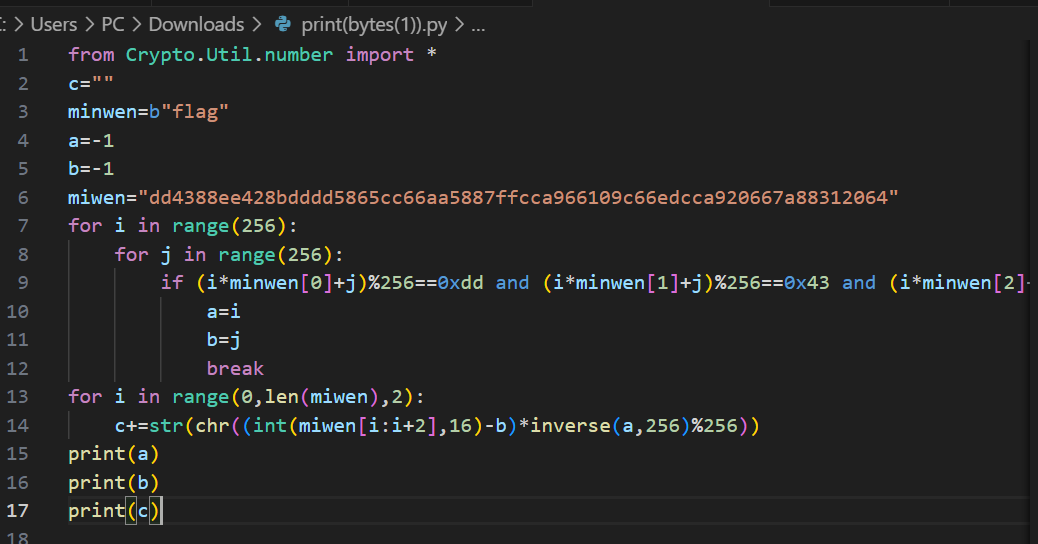 : > Users > PC > Downloads > print(bytes(1)).py > ...
1 from Crypto.Util.number import *
2 c=""
3 minwen=b"flag"
4 a=-1
5 b=-1
6 miwen="dd4388ee428bdddd5865cc66aa5887ffcca966109c66edcca920667a88312064"
7 for i in range(256):
8     for j in range(256):
9         if (i*minwen[0]+j)%256==0xdd and (i*minwen[1]+j)%256==0x43 and (i*minwen[2]+
10             a=i
11             b=j
12             break
13 for i in range(0,len(miwen),2):
14     c+=str(chr((int(miwen[i:i+2],16)-b)*inverse(a,256)%256))
15 print(a)
16 print(b)
17 print(c)
18